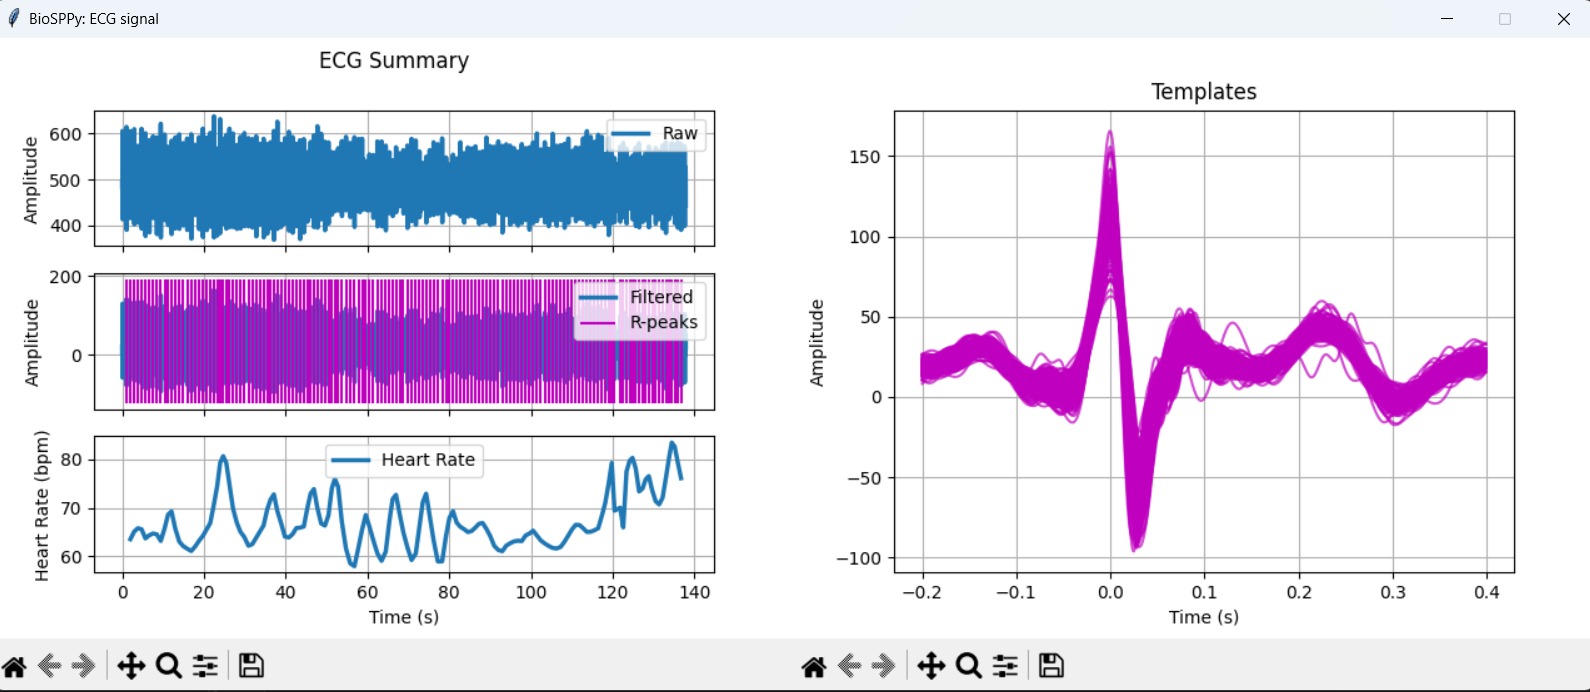 BioSPPy: ECG signal
ECG Summary
Amplitude
600
500
400
Raw
Amplitude
200
0
Filtered
R-peaks
Heart Rate (bpm)
80
70
60
Heart Rate
0 20 40 60 80 100 120 140
Time (s)
Templates
Amplitude
150
100
50
0
−50
−100
−0.2 −0.1 0.0 0.1 0.2 0.3 0.4
Time (s)